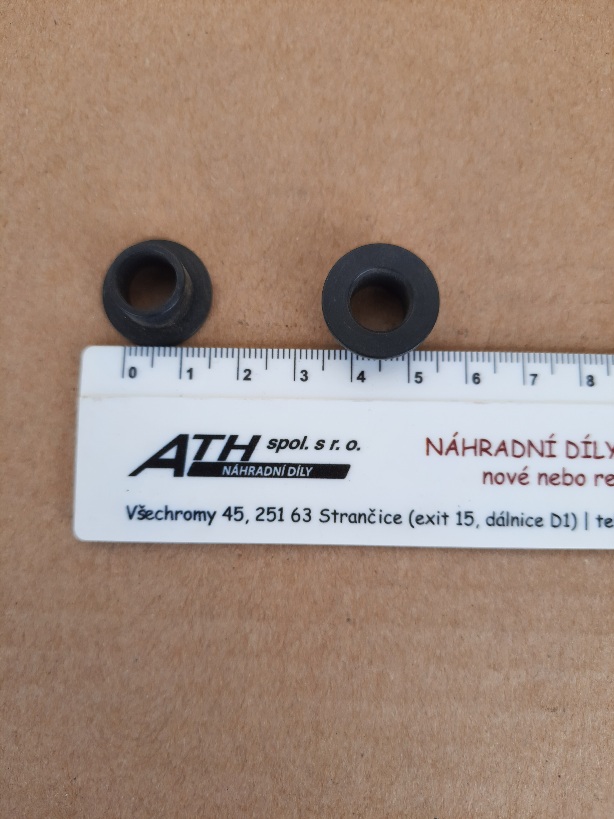 0 1 2 3 4 5 6 7 8
ATH spol. s r. o.
NÁHRADNÍ DÍLY
NÁHRADNÍ DÍLY
nové nebo re
Všechromy 45, 251 63 Strančice (exit 15, dálnice D1) | te